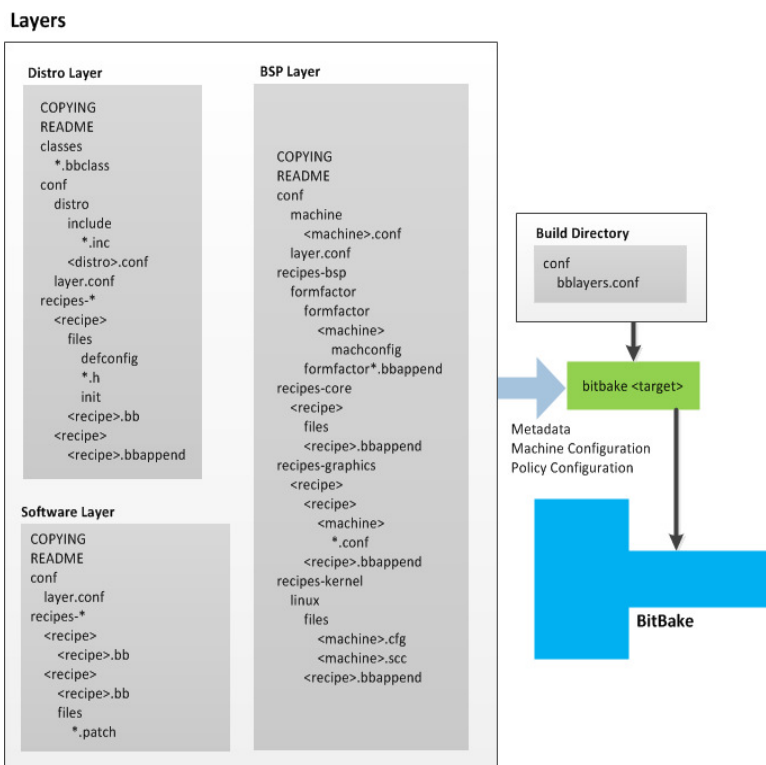 Layers
Distro Layer
COPYING
README
classes
*.bbclass
conf
distro
include
*.inc
<distro>.conf
layer.conf
recipes-*
<recipe>
files
defconfig
*.h
init
<recipe>.bb
<recipe>
<recipe>.bbappend
Software Layer
COPYING
README
conf
layer.conf
recipes-*
<recipe>
<recipe>.bb
<recipe>
<recipe>.bb
files
*.patch
BSP Layer
COPYING
README
conf
machine
<machine>.conf
layer.conf
recipes-bsp
formfactor
formfactor
<machine>
machconfig
formfactor*.bbappend
recipes-core
<recipe>
files
<recipe>.bbappend
recipes-graphics
<recipe>
<recipe>
<machine>
*.conf
<recipe>.bbappend
recipes-kernel
linux
files
<machine>.cfg
<machine>.scc
<recipe>.bbappend
Build Directory
conf
bblayers.conf
bitbake <target>
Metadata
Machine Configuration
Policy Configuration
BitBake